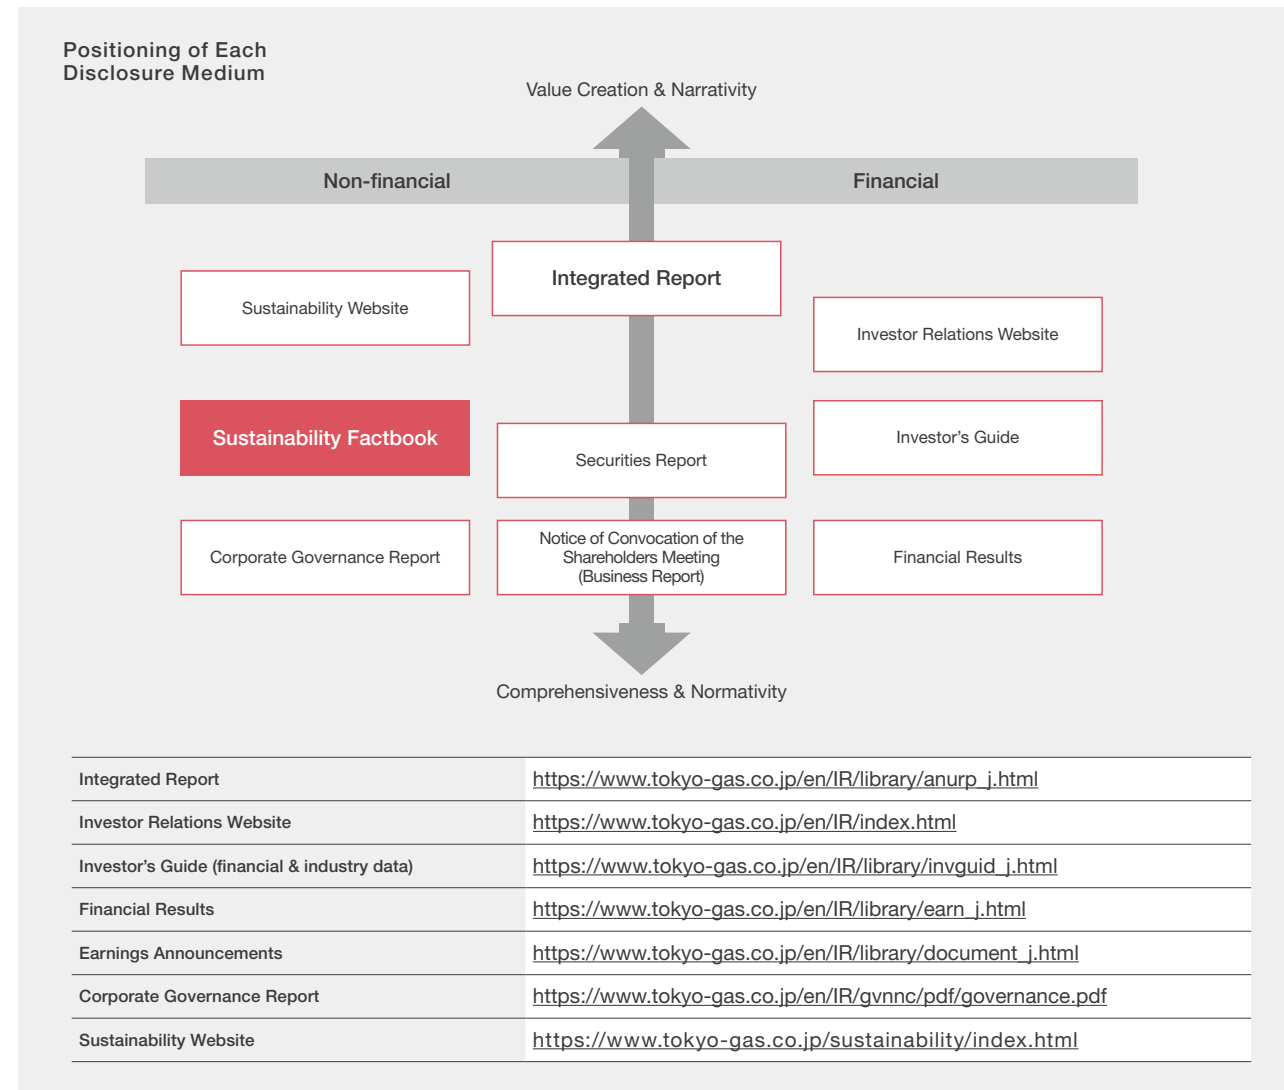 Positioning of Each
Disclosure Medium
Value Creation & Narrativity
Non-financial
Financial
Integrated Report
Sustainability Website
Investor Relations Website
Sustainability Factbook
Investor's Guide
Securities Report
Corporate Governance Report
Notice of Convocation of the
Shareholders Meeting
(Business Report)
Financial Results
Comprehensiveness & Normativity
Integrated Report https://www.tokyo-gas.co.jp/en/IR/library/anurp_j.html
Investor Relations Website https://www.tokyo-gas.co.jp/en/IR/index.html
Investor's Guide (financial & industry data) https://www.tokyo-gas.co.jp/en/IR/library/invguid_j.html
Financial Results https://www.tokyo-gas.co.jp/en/IR/library/earn_j.html
Earnings Announcements https://www.tokyo-gas.co.jp/en/IR/library/document_j.html
Corporate Governance Report https://www.tokyo-gas.co.jp/en/IR/gvnnc/pdf/governance.pdf
Sustainability Website https://www.tokyo-gas.co.jp/sustainability/index.html